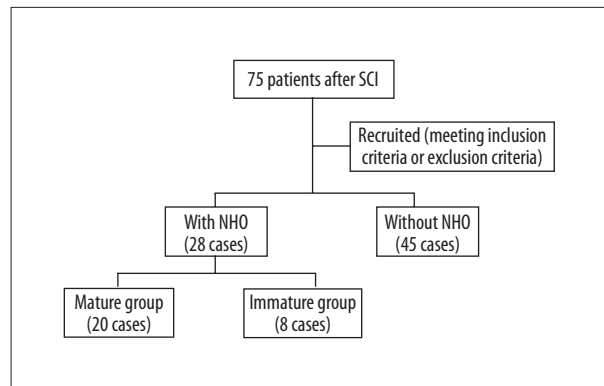 75 patients after SCI
Recruited (meeting inclusion
criteria or exclusion criteria)
With NHO
(28 cases)
Without NHO
(45 cases)
Mature group
(20 cases)
Immature group
(8 cases)